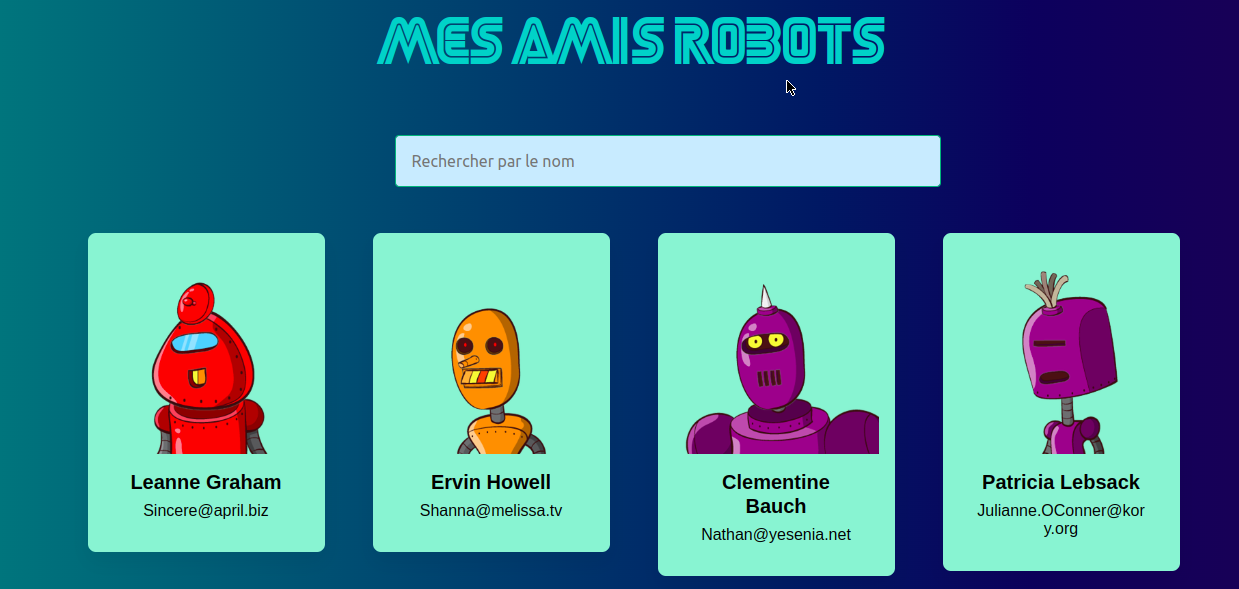 MES AMIS ROBOTS
Rechercher par le nom
Leanne Graham
Sincere@april.biz
Ervin Howell
Shanna@melissa.tv
Clementine
Bauch
Nathan@yesenia.net
Patricia Lebsack
Julianne.OConner@kor
y.org